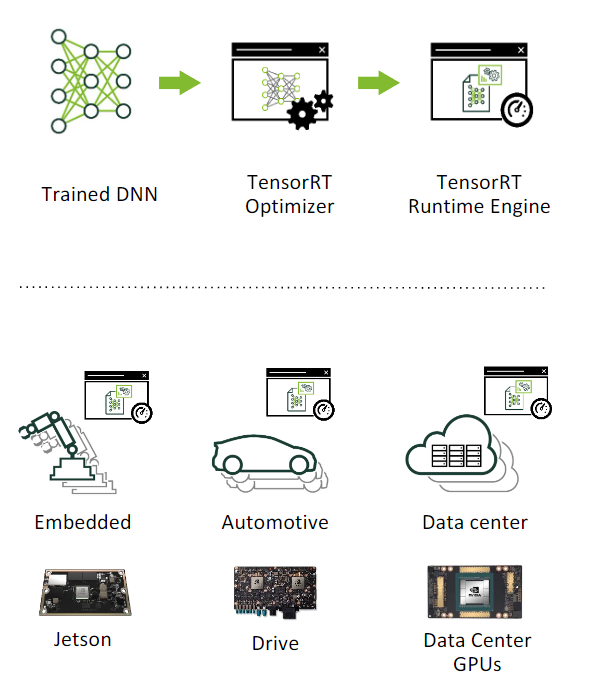 Trained DNN
TensorRT
Optimizer
TensorRT
Runtime Engine
Embedded
Automotive
Data center
Jetson
Drive
Data Center
GPUs